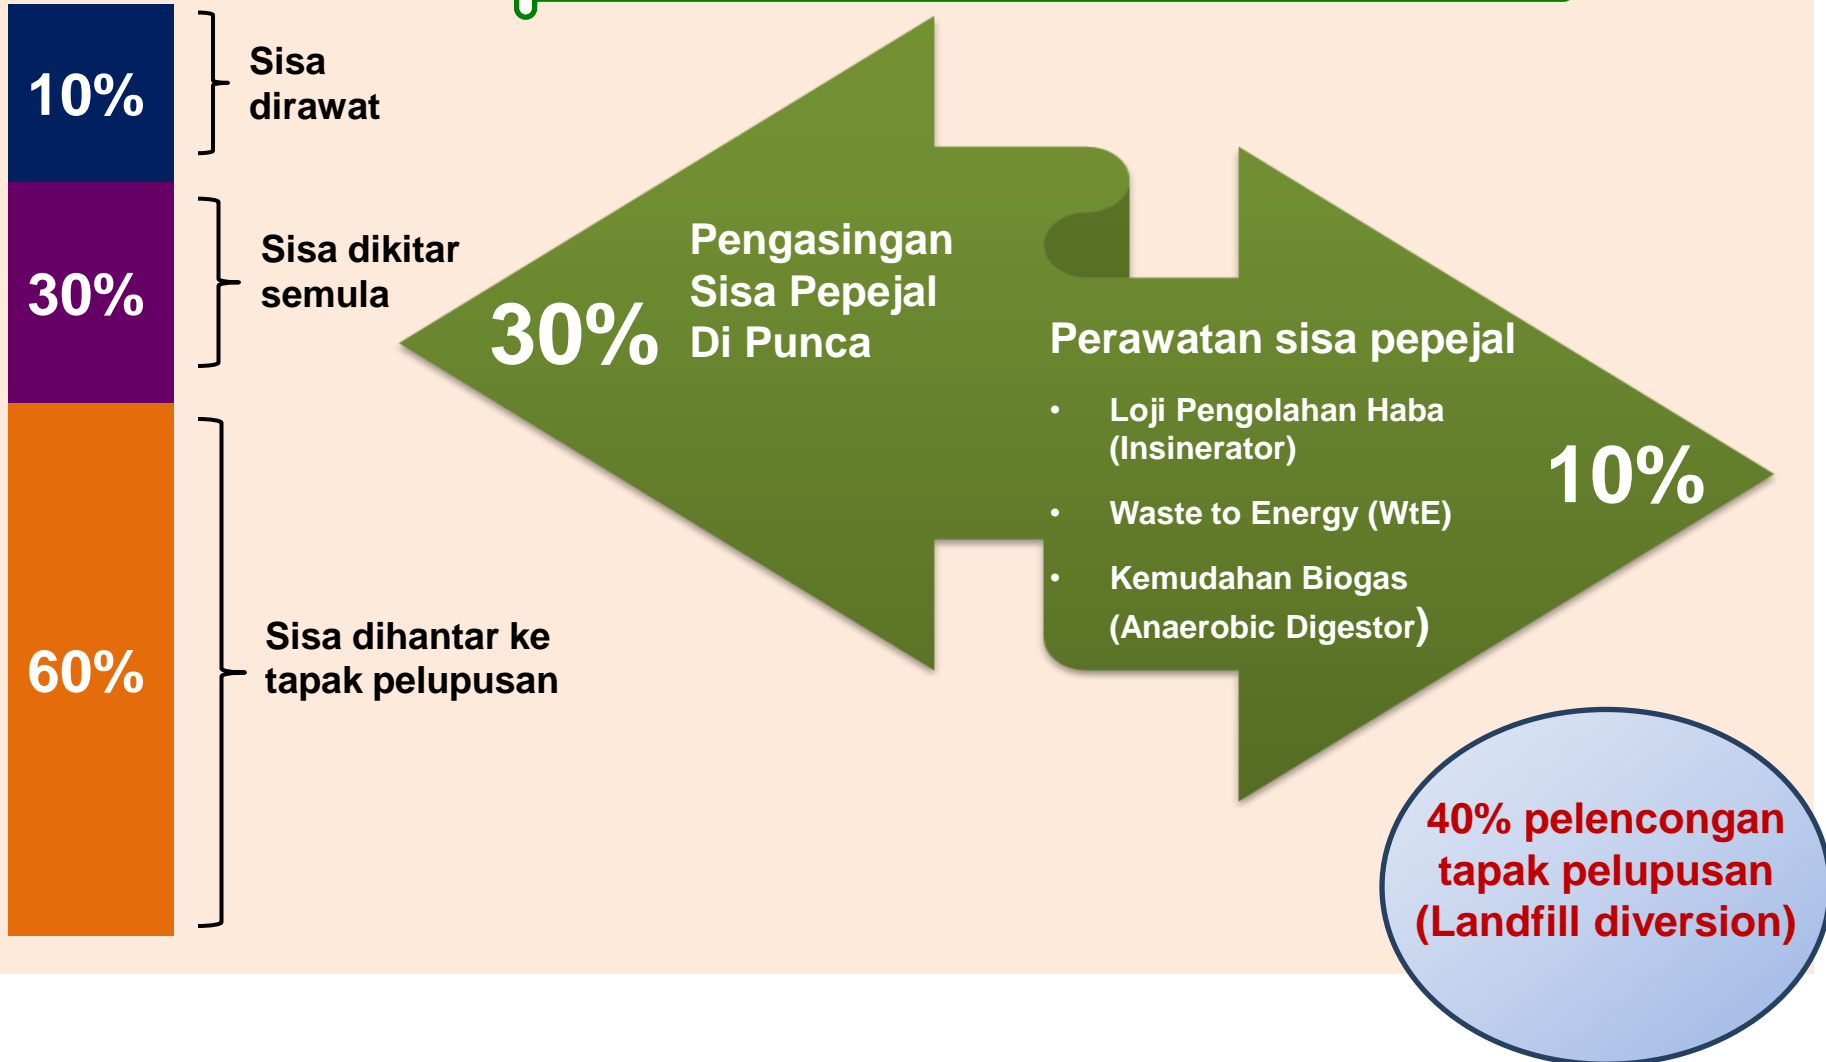 10%
Sisa
dirawat
30%
Sisa dikitar
semula
60%
Sisa dihantar ke
tapak pelupusan
30%
Pengasingan
Sisa Pepejal
Di Punca
Perawatan sisa pepejal
• Loji Pengolahan Haba
(Insinerator)
• Waste to Energy (WtE)
• Kemudahan Biogas
(Anaerobic Digestor)
10%
40% pelencongan
tapak pelupusan
(Landfill diversion)